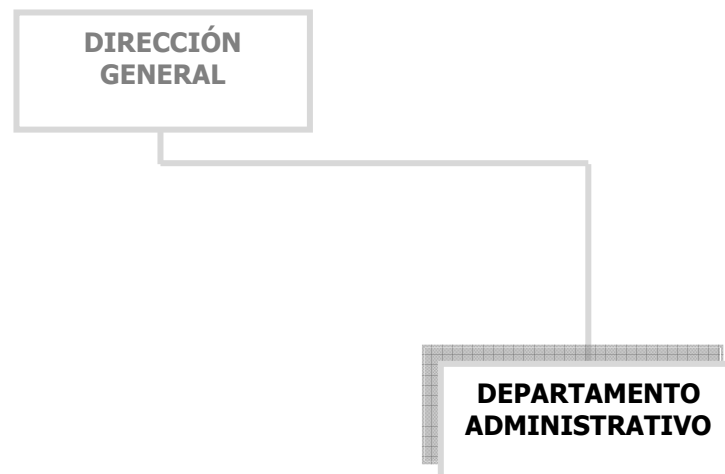 DIRECCIÓN
GENERAL
DEPARTAMENTO
ADMINISTRATIVO